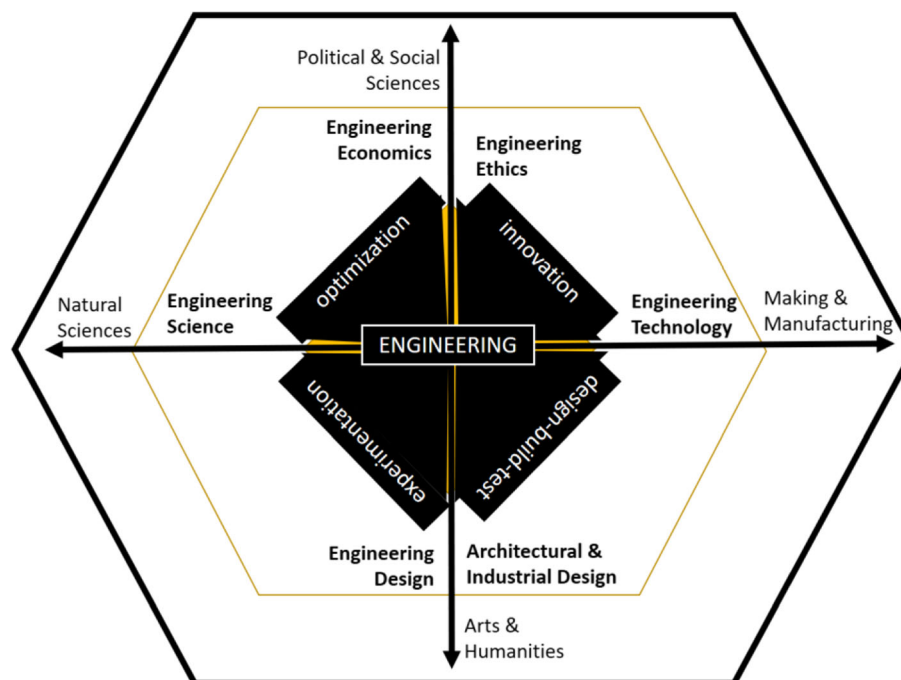 Political & Social
Sciences
Engineering
Economics
Engineering
Ethics
optimization
innovation
Natural
Sciences
Engineering
Science
ENGINEERING
Engineering
Technology
Making &
Manufacturing
experimentation
design-build-test
Engineering
Design
Architectural &
Industrial Design
Arts &
Humanities